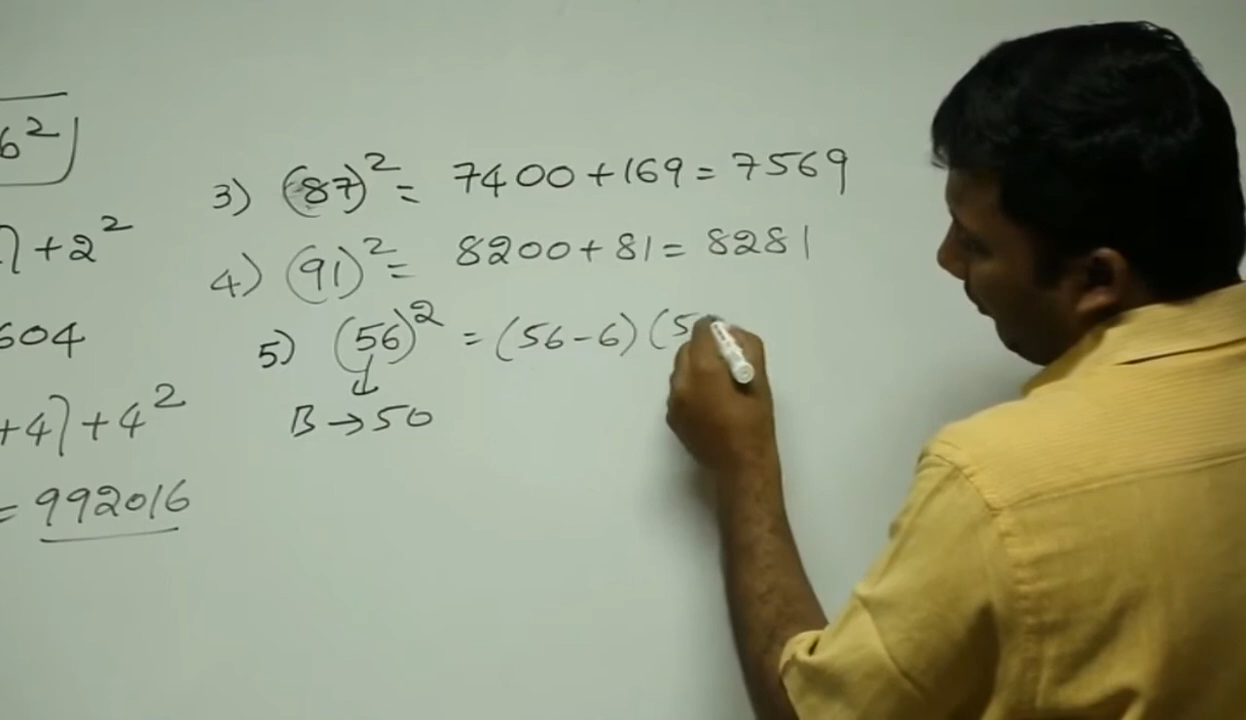 6²
) + 2²
604
+4) + 4²
= 992016
3) (87)² = 7400 + 169 = 7569
4) (91)² = 8200 + 81 = 8281
5) (56)² = (56 - 6) (5
↓
B → 50